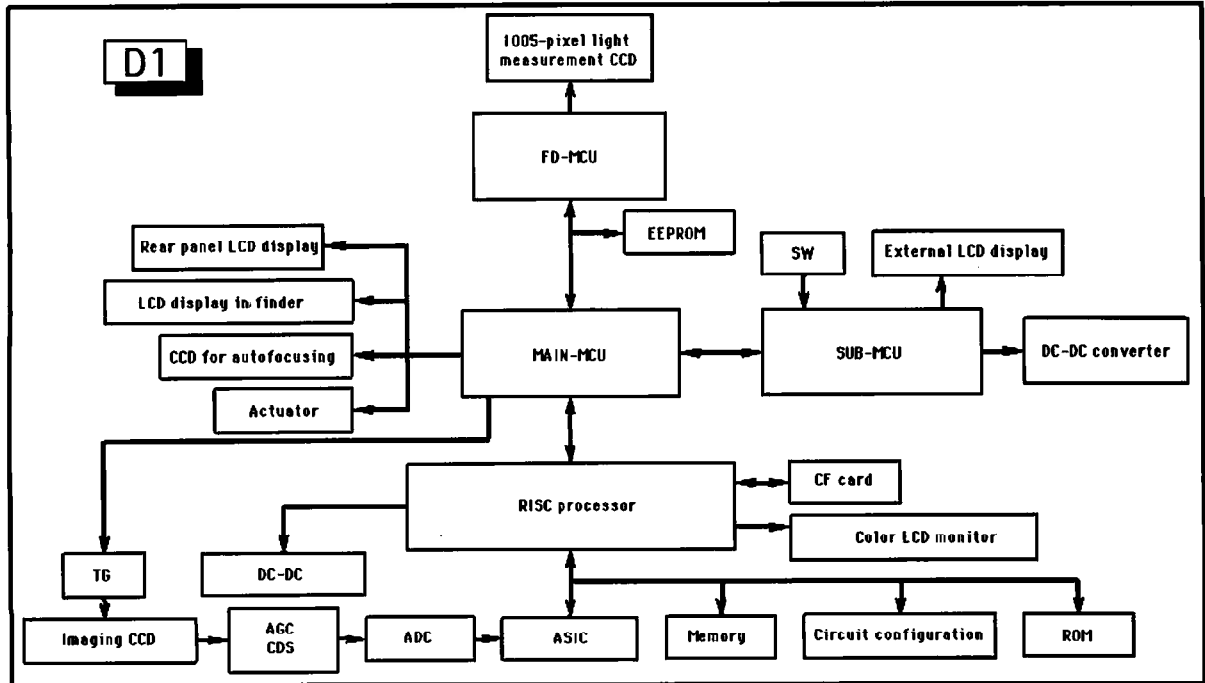 D1
1005-pixel light
measurement CCD
FD-MCU
EEPROM
Rear panel LCD display
SW
External LCD display
LCD display in finder
CCD for autofocusing
MAIN-MCU
SUB-MCU
DC-DC converter
Actuator
RISC processor
CF card
Color LCD monitor
TG
DC-DC
Imaging CCD
AGC
CDS
ADC
ASIC
Memory
Circuit configuration
ROM